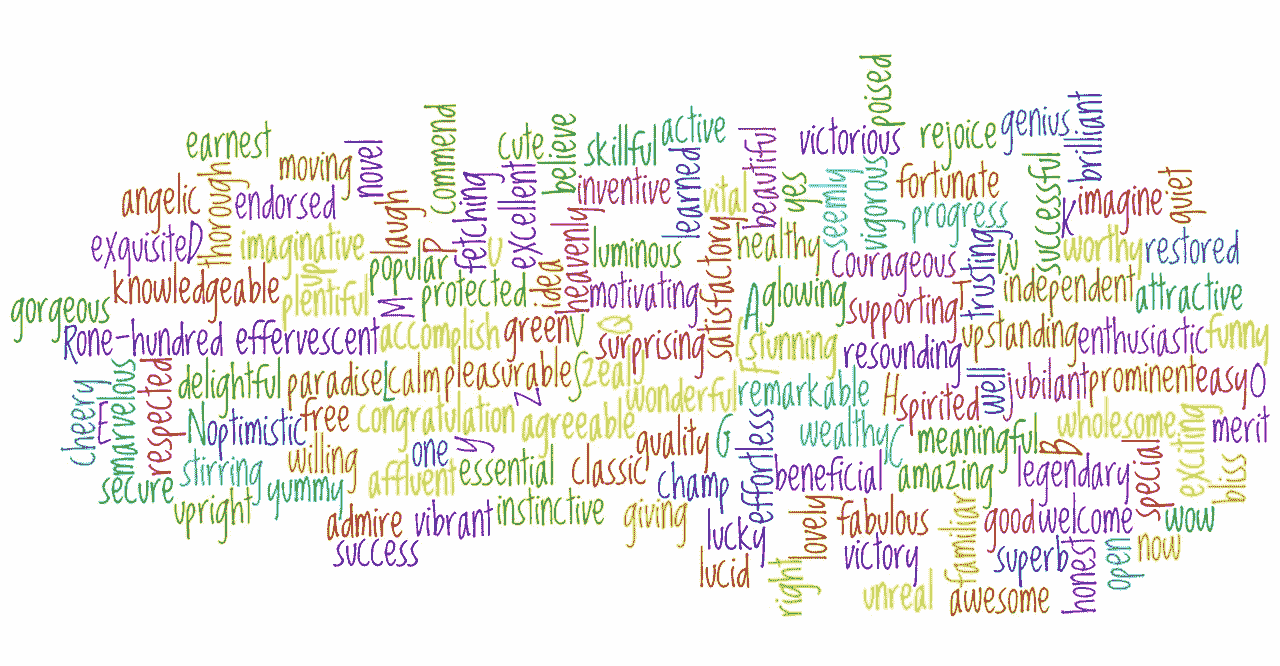 poised
earnest
moving
novel
commend
cute
believe
skillful
active
victorious
rejoice
genius
brilliant
angelic
thorough
endorsed
laugh
fetching
excellent
inventive
learned
vital
beautiful
yes
seemly
vigorous
fortunate
progress
successful
K
imagine
quiet
exquisite
D
imaginative
up
popular
P
U
heavenly
luminous
satisfactory
healthy
courageous
trusting
W
worthy
restored
gorgeous
knowledgeable
plentiful
M
protected
idea
motivating
A
glowing
supporting
T
independent
attractive
R
one-hundred
effervescent
accomplish
green
V
Q
surprising
stunning
resounding
upstanding
enthusiastic
funny
cheery
marvelous
respected
delightful
paradise
L
calm
pleasurable
Z
S
zeal
wonderful
F
remarkable
H
spirited
well
jubilant
prominent
easy
O
E
N
optimistic
free
congratulation
agreeable
quality
G
effortless
wealthy
C
meaningful
B
wholesome
exciting
merit
secure
stirring
willing
yummy
affluent
one
y
essential
classic
champ
beneficial
amazing
legendary
special
bliss
upright
admire
vibrant
instinctive
giving
lucky
lovely
fabulous
familiar
good
welcome
wow
success
lucid
right
victory
superb
honest
open
now
unreal
awesome